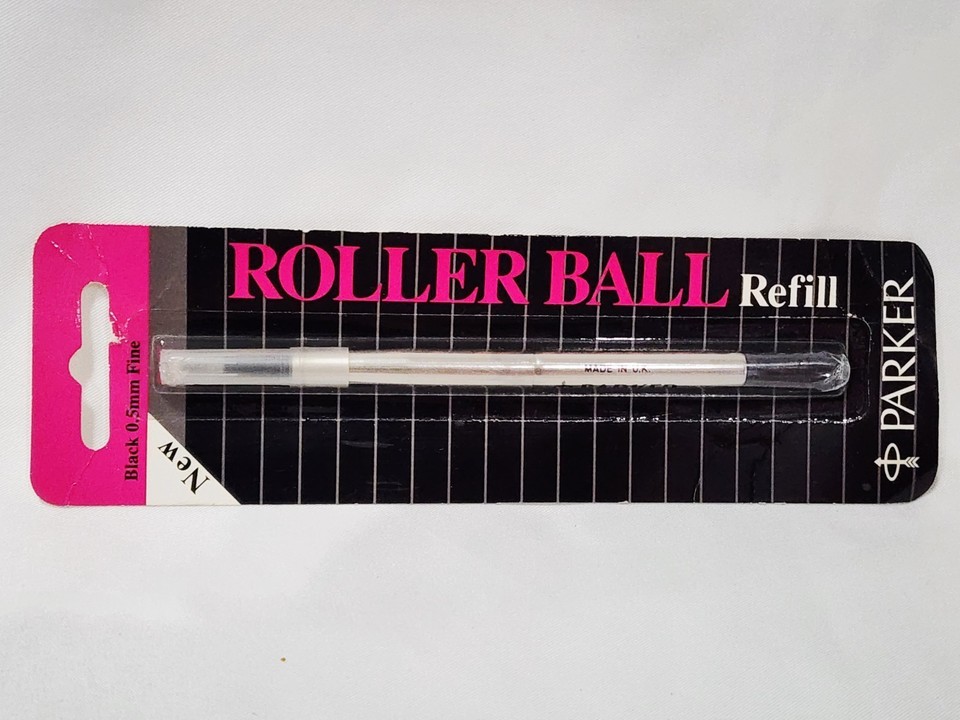 ROLLER BALL Refill
PARKER
Black 0.5mm Fine
New
MADE IN U.K.